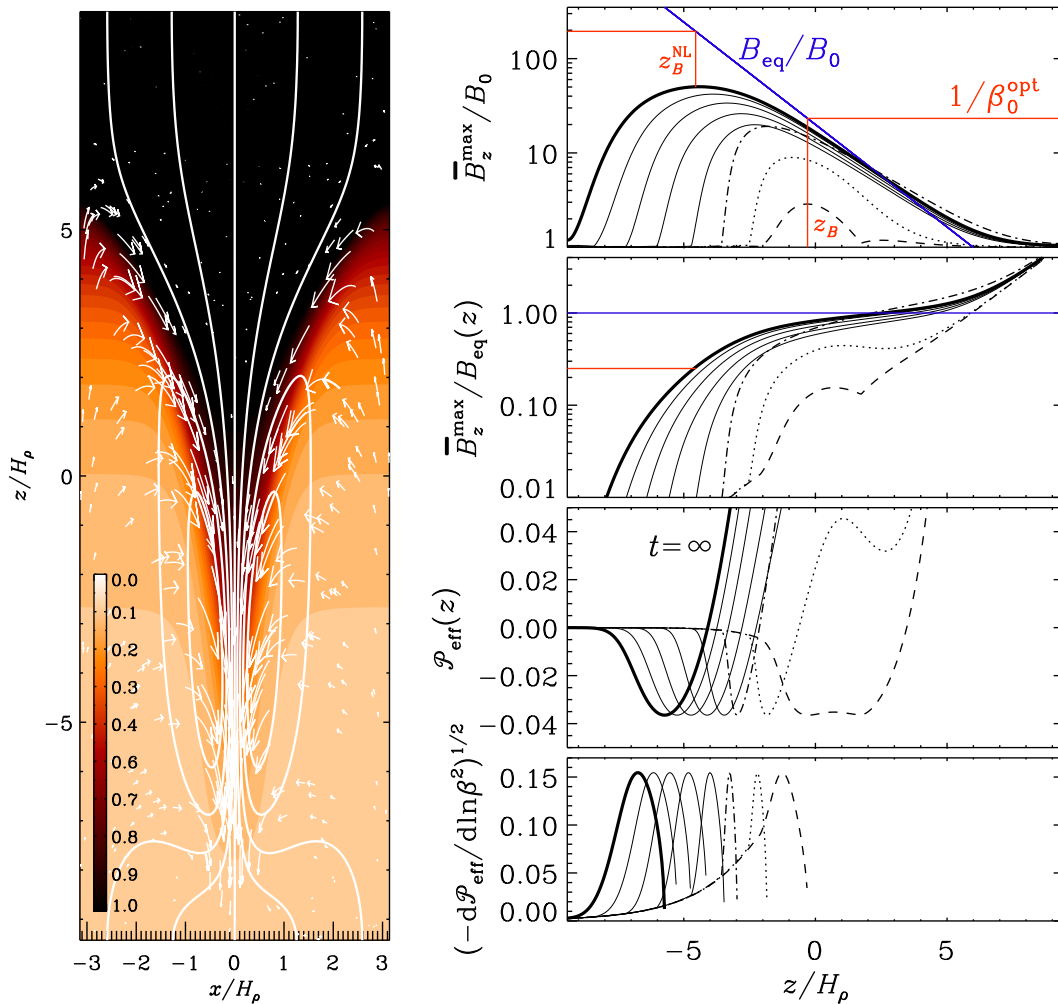 5
0
-5
z/H_ρ
0.0
0.1
0.2
0.3
0.4
0.5
0.6
0.7
0.8
0.9
1.0
-3 -2 -1 0 1 2 3
x/H_ρ
100
10
1
B̅_z^max/B_0
z_B^NL
B_eq/B_0
1/β_0^opt
z_B
1.00
0.10
0.01
B̅_z^max/B_eq(z)
0.04
0.02
0.00
-0.02
-0.04
𝒫_eff(z)
t=∞
0.15
0.10
0.05
0.00
(-d𝒫_eff/dlnβ²)^1/2
-5 0 5
z/H_ρ